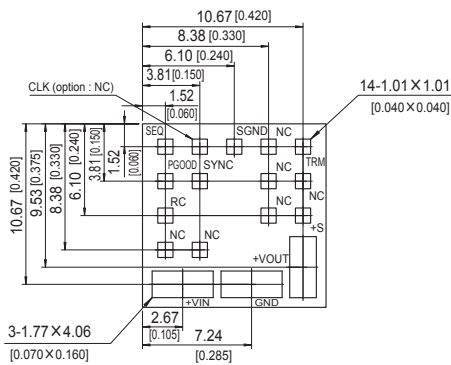 10.67 [0.420]
8.38 [0.330]
6.10 [0.240]
3.81 [0.150]
CLK (option : NC)
1.52
[0.060]
14-1.01×1.01
[0.040×0.040]
10.67 [0.420]
9.53 [0.375]
8.38 [0.330]
6.10 [0.240]
3.81 [0.150]
1.52
[0.060]
SEQ
SGND
NC
PGOOD
SYNC
NC
TRM
RC
NC
NC
NC
NC
+S
+VOUT
+VIN
GND
3-1.77×4.06
[0.070×0.160]
2.67
[0.105]
7.24
[0.285]